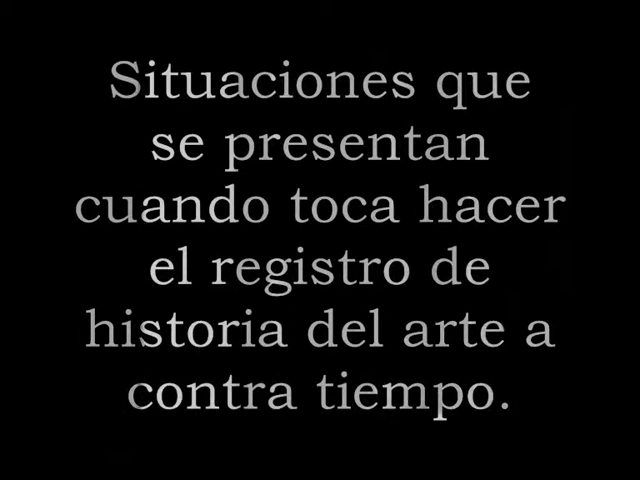 Situaciones que
se presentan
cuando toca hacer
el registro de
historia del arte a
contra tiempo.